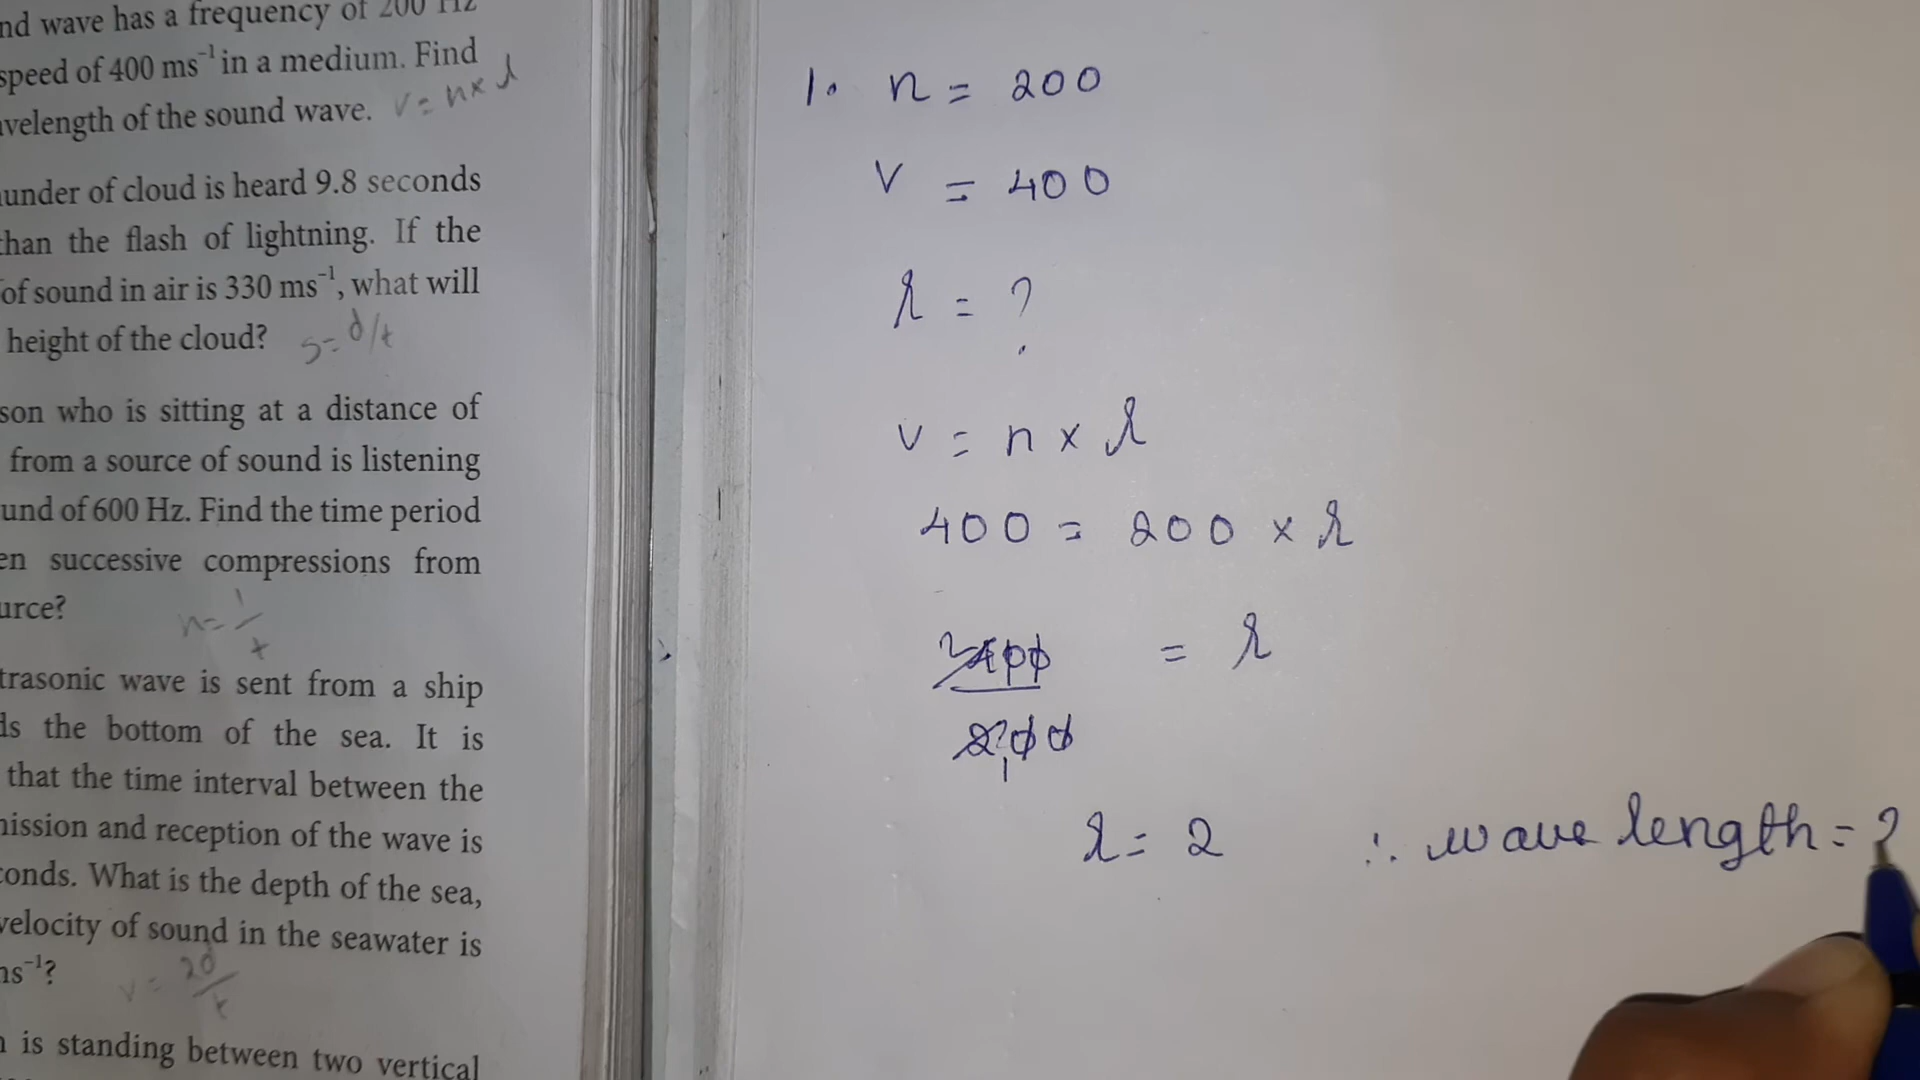 nd wave has a frequency of 200 Hz
speed of 400 ms⁻¹ in a medium. Find
avelength of the sound wave. v = n × λ
under of cloud is heard 9.8 seconds
than the flash of lightning. If the
of sound in air is 330 ms⁻¹, what will
height of the cloud? s = d/t
son who is sitting at a distance of
from a source of sound is listening
und of 600 Hz. Find the time period
en successive compressions from
urce?
n = 1/t
trasonic wave is sent from a ship
ds the bottom of the sea. It is
that the time interval between the
nission and reception of the wave is
conds. What is the depth of the sea,
velocity of sound in the seawater is
ns⁻¹?
v = 2d/t
n is standing between two vertical
1. n = 200
v = 400
λ = ?
v = n × λ
400 = 200 × λ
2 400 = λ
200
1
λ = 2 ∴ wave length = 2